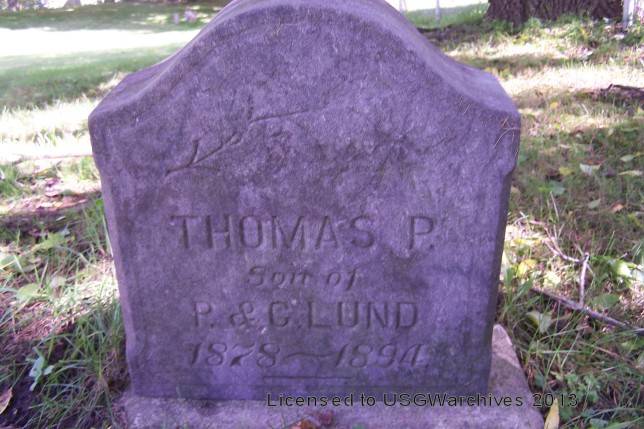 THOMAS P.
Son of
P. & C. LUND
1878~1894
Licensed to USGWarchives 2013